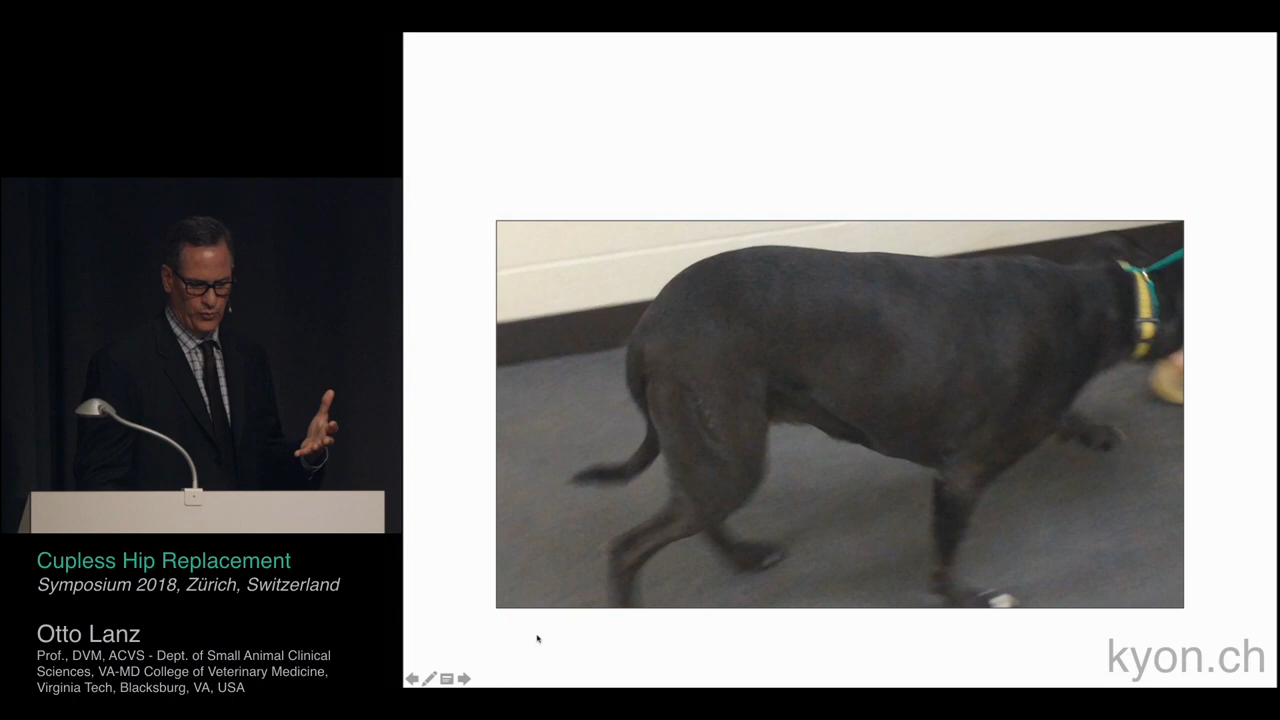 Cupless Hip Replacement
Symposium 2018, Zürich, Switzerland
Otto Lanz
Prof., DVM, ACVS - Dept. of Small Animal Clinical
Sciences, VA-MD College of Veterinary Medicine,
Virginia Tech, Blacksburg, VA, USA
kyon.ch